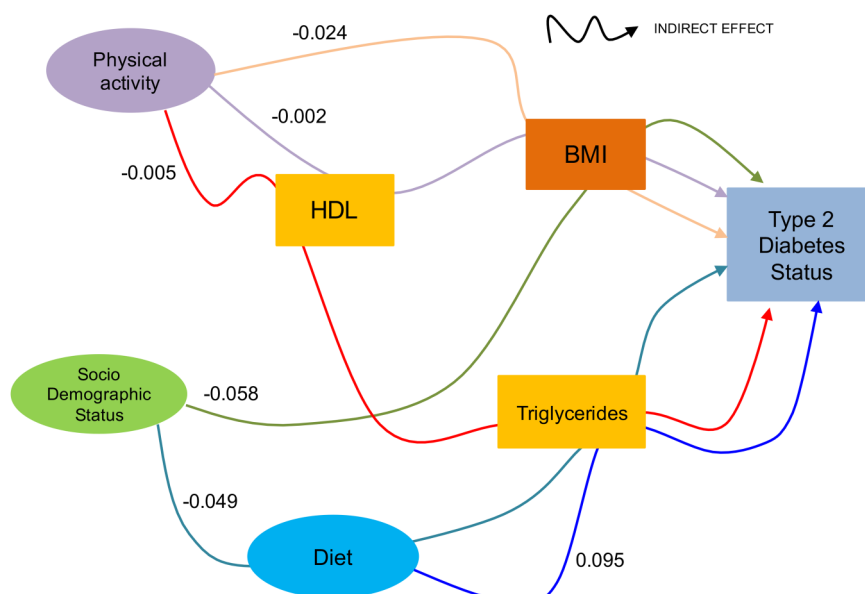 -0.024
INDIRECT EFFECT
Physical
activity
-0.002
BMI
-0.005
HDL
Type 2
Diabetes
Status
Socio
Demographic
Status
-0.058
Triglycerides
-0.049
Diet
0.095